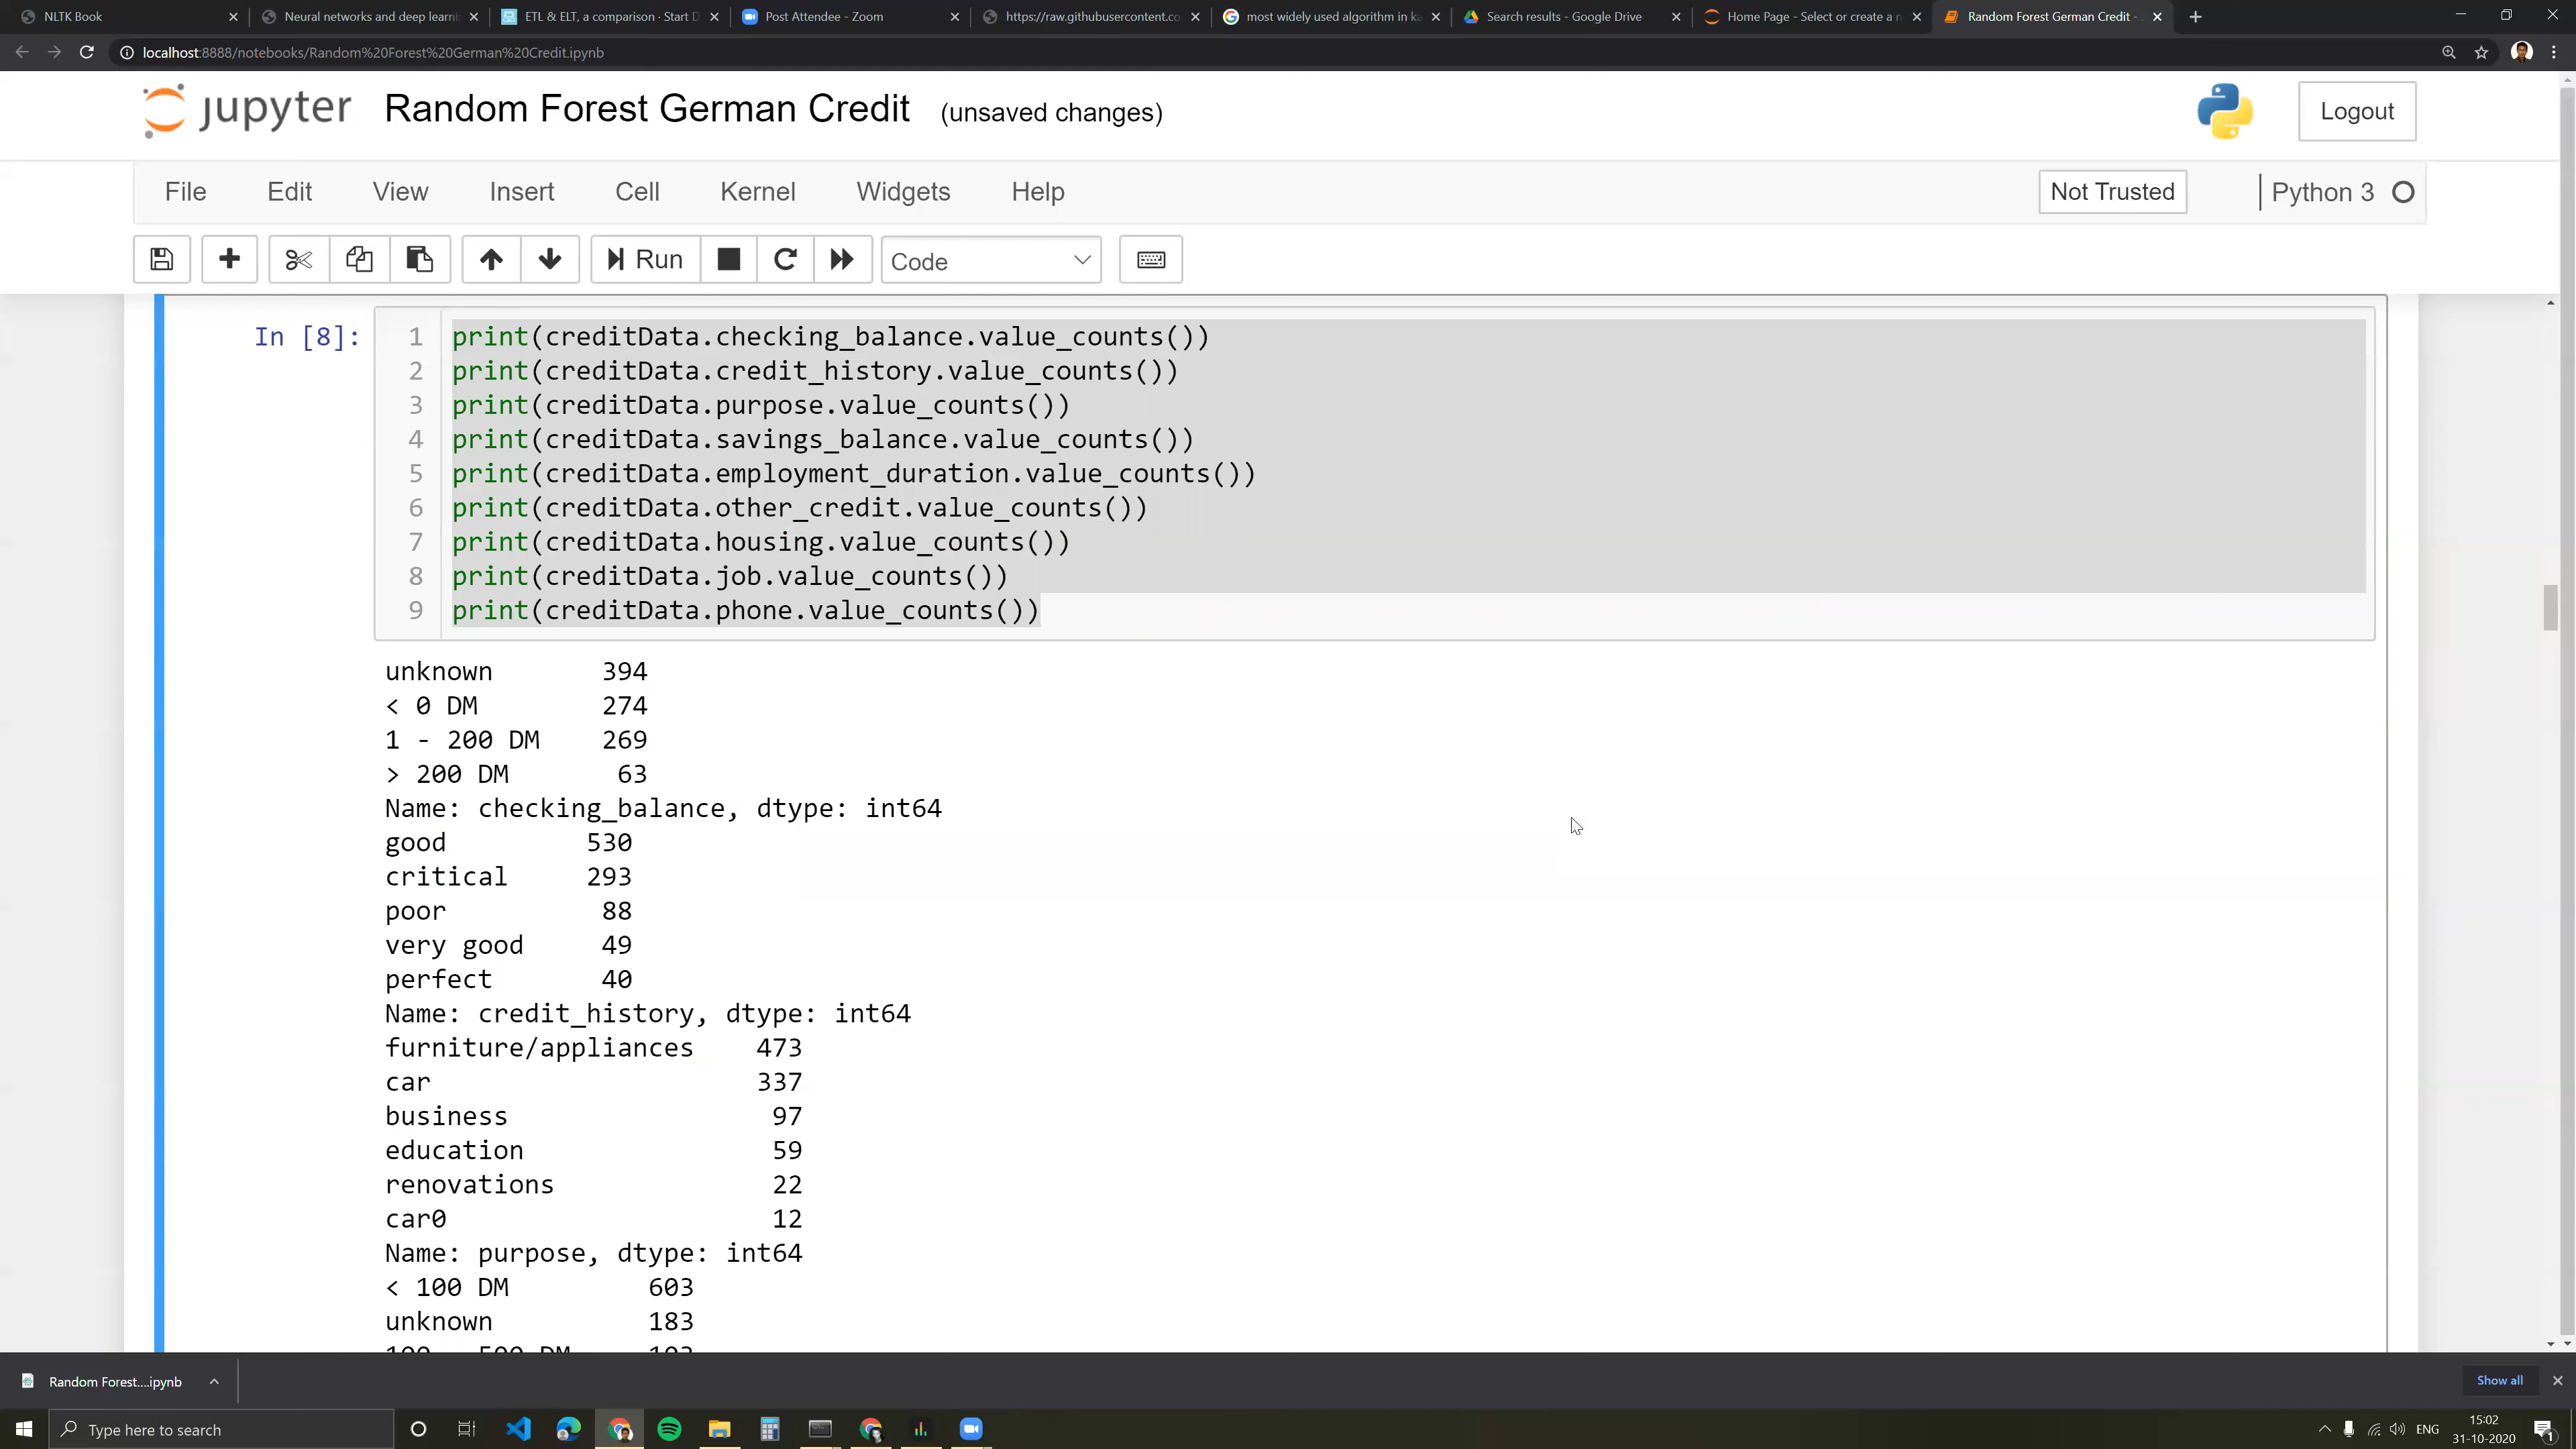 NLTK Book
Neural networks and deep learni
ETL & ELT, a comparison · Start D
Post Attendee - Zoom
https://raw.githubusercontent.co
most widely used algorithm in ka
Search results - Google Drive
Home Page - Select or create a n
Random Forest German Credit -
localhost:8888/notebooks/Random%20Forest%20German%20Credit.ipynb
jupyter Random Forest German Credit (unsaved changes)
Logout
File Edit View Insert Cell Kernel Widgets Help
Not Trusted
Python 3
Run
Code
In [8]:
1 print(creditData.checking_balance.value_counts())
2 print(creditData.credit_history.value_counts())
3 print(creditData.purpose.value_counts())
4 print(creditData.savings_balance.value_counts())
5 print(creditData.employment_duration.value_counts())
6 print(creditData.other_credit.value_counts())
7 print(creditData.housing.value_counts())
8 print(creditData.job.value_counts())
9 print(creditData.phone.value_counts())
unknown 394
< 0 DM 274
1 - 200 DM 269
> 200 DM 63
Name: checking_balance, dtype: int64
good 530
critical 293
poor 88
very good 49
perfect 40
Name: credit_history, dtype: int64
furniture/appliances 473
car 337
business 97
education 59
renovations 22
car0 12
Name: purpose, dtype: int64
< 100 DM 603
unknown 183
100 - 500 DM 103
Random Forest....ipynb
Show all
Type here to search
ENG
15:02
31-10-2020
1